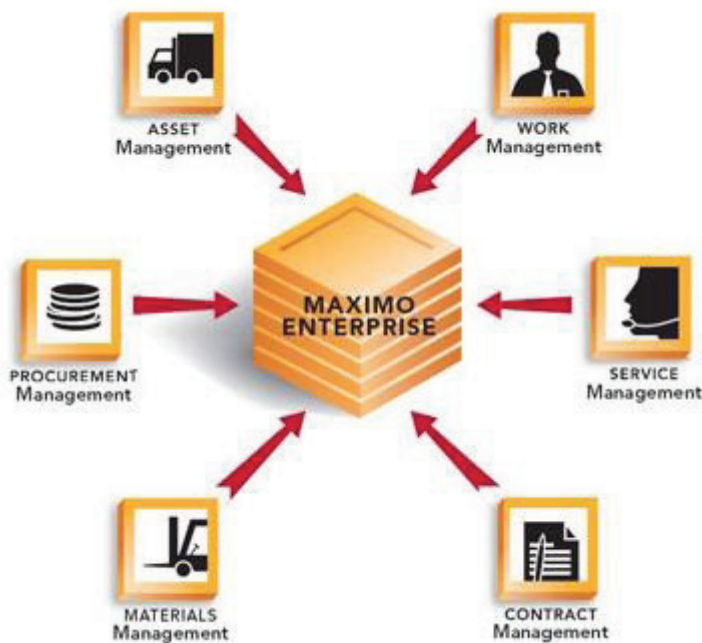 ASSET
Management
WORK
Management
MAXIMO
ENTERPRISE
PROCUREMENT
Management
SERVICE
Management
MATERIALS
Management
CONTRACT
Management